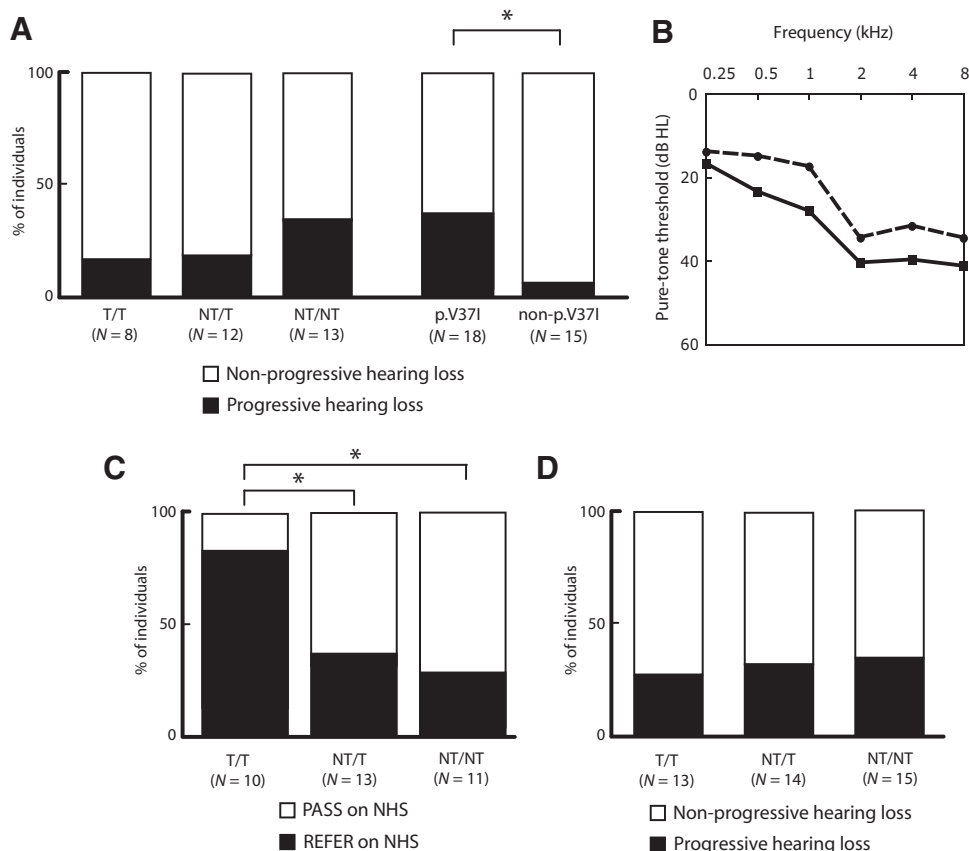 A
*
100
50
0
% of individuals
T/T
(N = 8)
NT/T
(N = 12)
NT/NT
(N = 13)
p.V37I
(N = 18)
non-p.V37I
(N = 15)
Non-progressive hearing loss
Progressive hearing loss
B
Frequency (kHz)
0.25 0.5 1 2 4 8
Pure-tone threshold (dB HL)
0
20
40
60
C
*
*
100
50
0
% of individuals
T/T
(N = 10)
NT/T
(N = 13)
NT/NT
(N = 11)
PASS on NHS
REFER on NHS
D
100
50
0
% of individuals
T/T
(N = 13)
NT/T
(N = 14)
NT/NT
(N = 15)
Non-progressive hearing loss
Progressive hearing loss